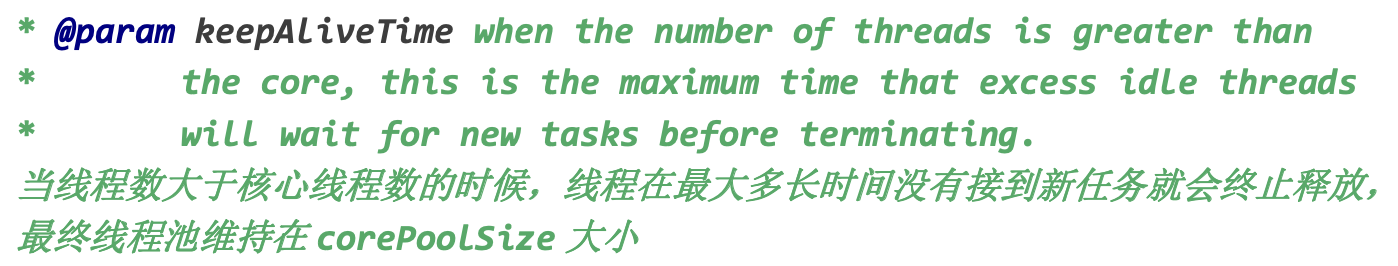 * @param keepAliveTime when the number of threads is greater than
* the core, this is the maximum time that excess idle threads
* will wait for new tasks before terminating.
当线程数大于核心线程数的时候，线程在最大多长时间没有接到新任务就会终止释放，
最终线程池维持在 corePoolSize 大小